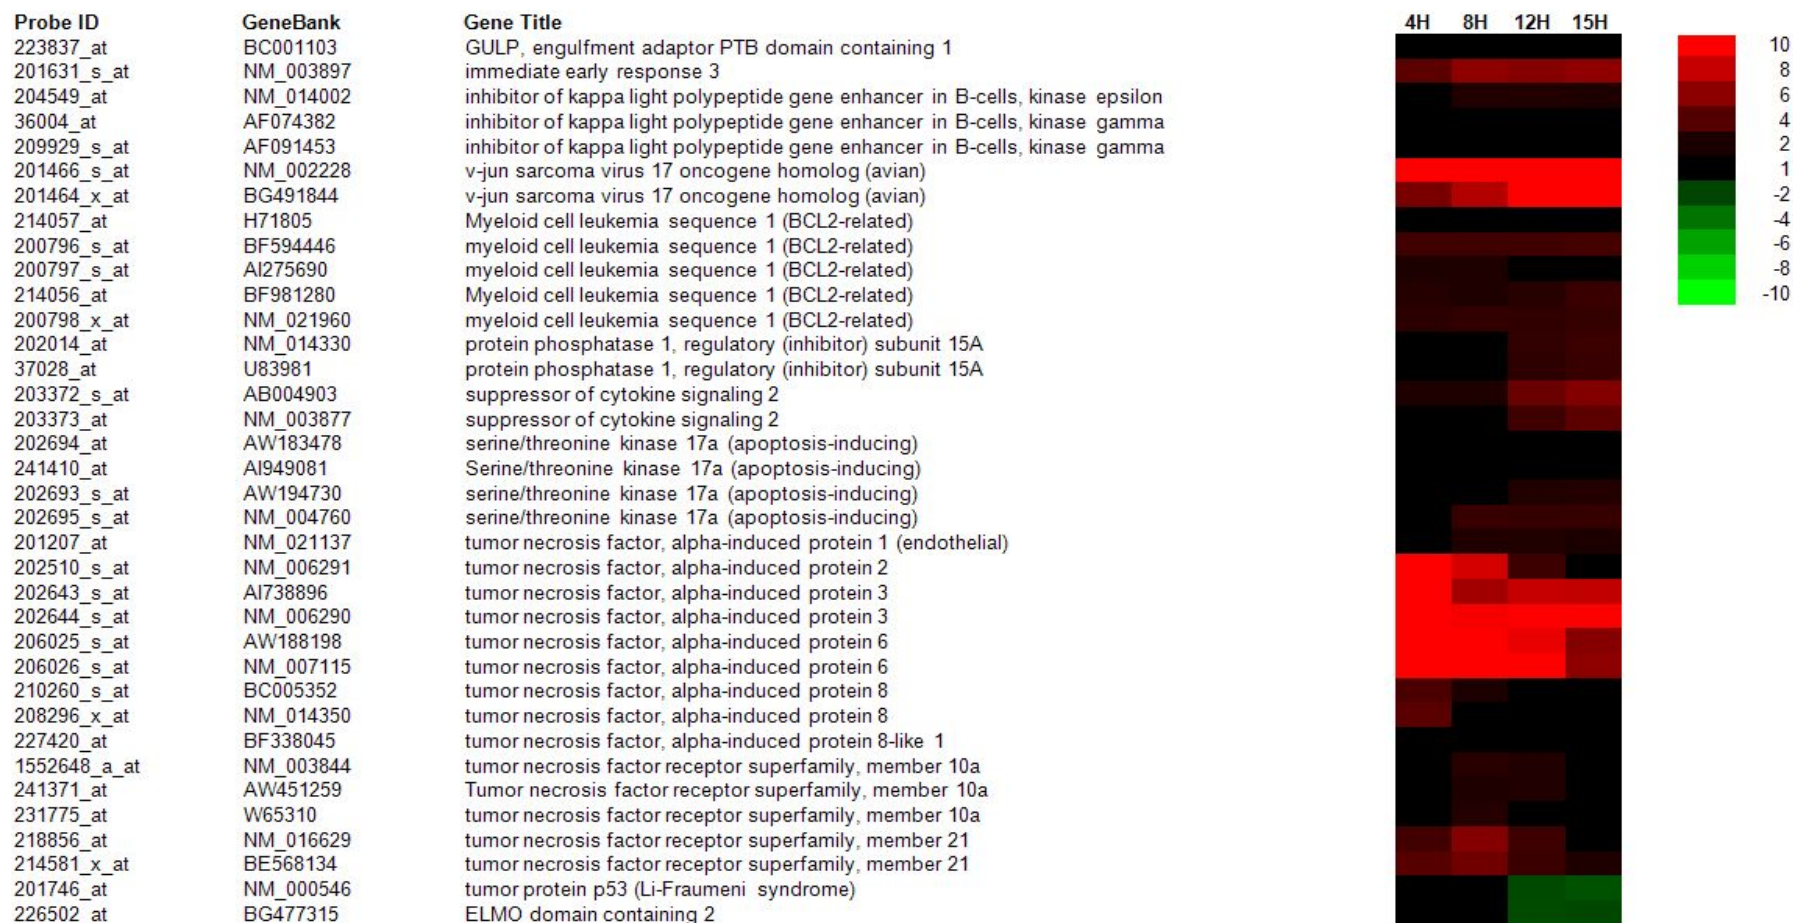 Probe ID GeneBank Gene Title 4H 8H 12H 15H
223837_at BC001103 GULP, engulfment adaptor PTB domain containing 1
201631_s_at NM_003897 immediate early response 3
204549_at NM_014002 inhibitor of kappa light polypeptide gene enhancer in B-cells, kinase epsilon
36004_at AF074382 inhibitor of kappa light polypeptide gene enhancer in B-cells, kinase gamma
209929_s_at AF091453 inhibitor of kappa light polypeptide gene enhancer in B-cells, kinase gamma
201466_s_at NM_002228 v-jun sarcoma virus 17 oncogene homolog (avian)
201464_x_at BG491844 v-jun sarcoma virus 17 oncogene homolog (avian)
214057_at H71805 Myeloid cell leukemia sequence 1 (BCL2-related)
200796_s_at BF594446 myeloid cell leukemia sequence 1 (BCL2-related)
200797_s_at AI275690 myeloid cell leukemia sequence 1 (BCL2-related)
214056_at BF981280 Myeloid cell leukemia sequence 1 (BCL2-related)
200798_x_at NM_021960 myeloid cell leukemia sequence 1 (BCL2-related)
202014_at NM_014330 protein phosphatase 1, regulatory (inhibitor) subunit 15A
37028_at U83981 protein phosphatase 1, regulatory (inhibitor) subunit 15A
203372_s_at AB004903 suppressor of cytokine signaling 2
203373_at NM_003877 suppressor of cytokine signaling 2
202694_at AW183478 serine/threonine kinase 17a (apoptosis-inducing)
241410_at AI949081 Serine/threonine kinase 17a (apoptosis-inducing)
202693_s_at AW194730 serine/threonine kinase 17a (apoptosis-inducing)
202695_s_at NM_004760 serine/threonine kinase 17a (apoptosis-inducing)
201207_at NM_021137 tumor necrosis factor, alpha-induced protein 1 (endothelial)
202510_s_at NM_006291 tumor necrosis factor, alpha-induced protein 2
202643_s_at AI738896 tumor necrosis factor, alpha-induced protein 3
202644_s_at NM_006290 tumor necrosis factor, alpha-induced protein 3
206025_s_at AW188198 tumor necrosis factor, alpha-induced protein 6
206026_s_at NM_007115 tumor necrosis factor, alpha-induced protein 6
210260_s_at BC005352 tumor necrosis factor, alpha-induced protein 8
208296_x_at NM_014350 tumor necrosis factor, alpha-induced protein 8
227420_at BF338045 tumor necrosis factor, alpha-induced protein 8-like 1
1552648_a_at NM_003844 tumor necrosis factor receptor superfamily, member 10a
241371_at AW451259 Tumor necrosis factor receptor superfamily, member 10a
231775_at W65310 tumor necrosis factor receptor superfamily, member 10a
218856_at NM_016629 tumor necrosis factor receptor superfamily, member 21
214581_x_at BE568134 tumor necrosis factor receptor superfamily, member 21
201746_at NM_000546 tumor protein p53 (Li-Fraumeni syndrome)
226502_at BG477315 ELMO domain containing 2
10
8
6
4
2
1
-2
-4
-6
-8
-10